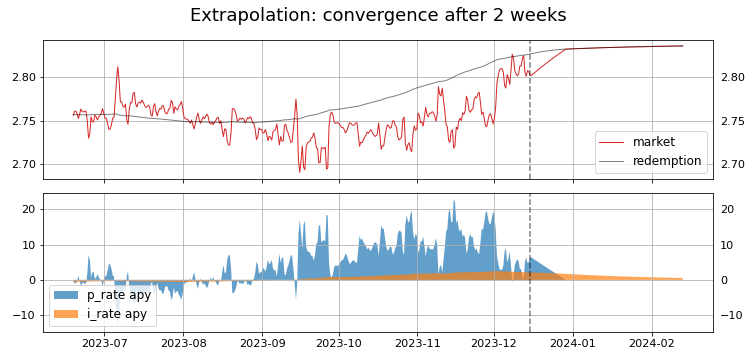 Extrapolation: convergence after 2 weeks
2.80
2.75
2.70
2.80
2.75
2.70
market
redemption
20
10
0
−10
20
10
0
−10
p_rate apy
i_rate apy
2023-07 2023-08 2023-09 2023-10 2023-11 2023-12 2024-01 2024-02